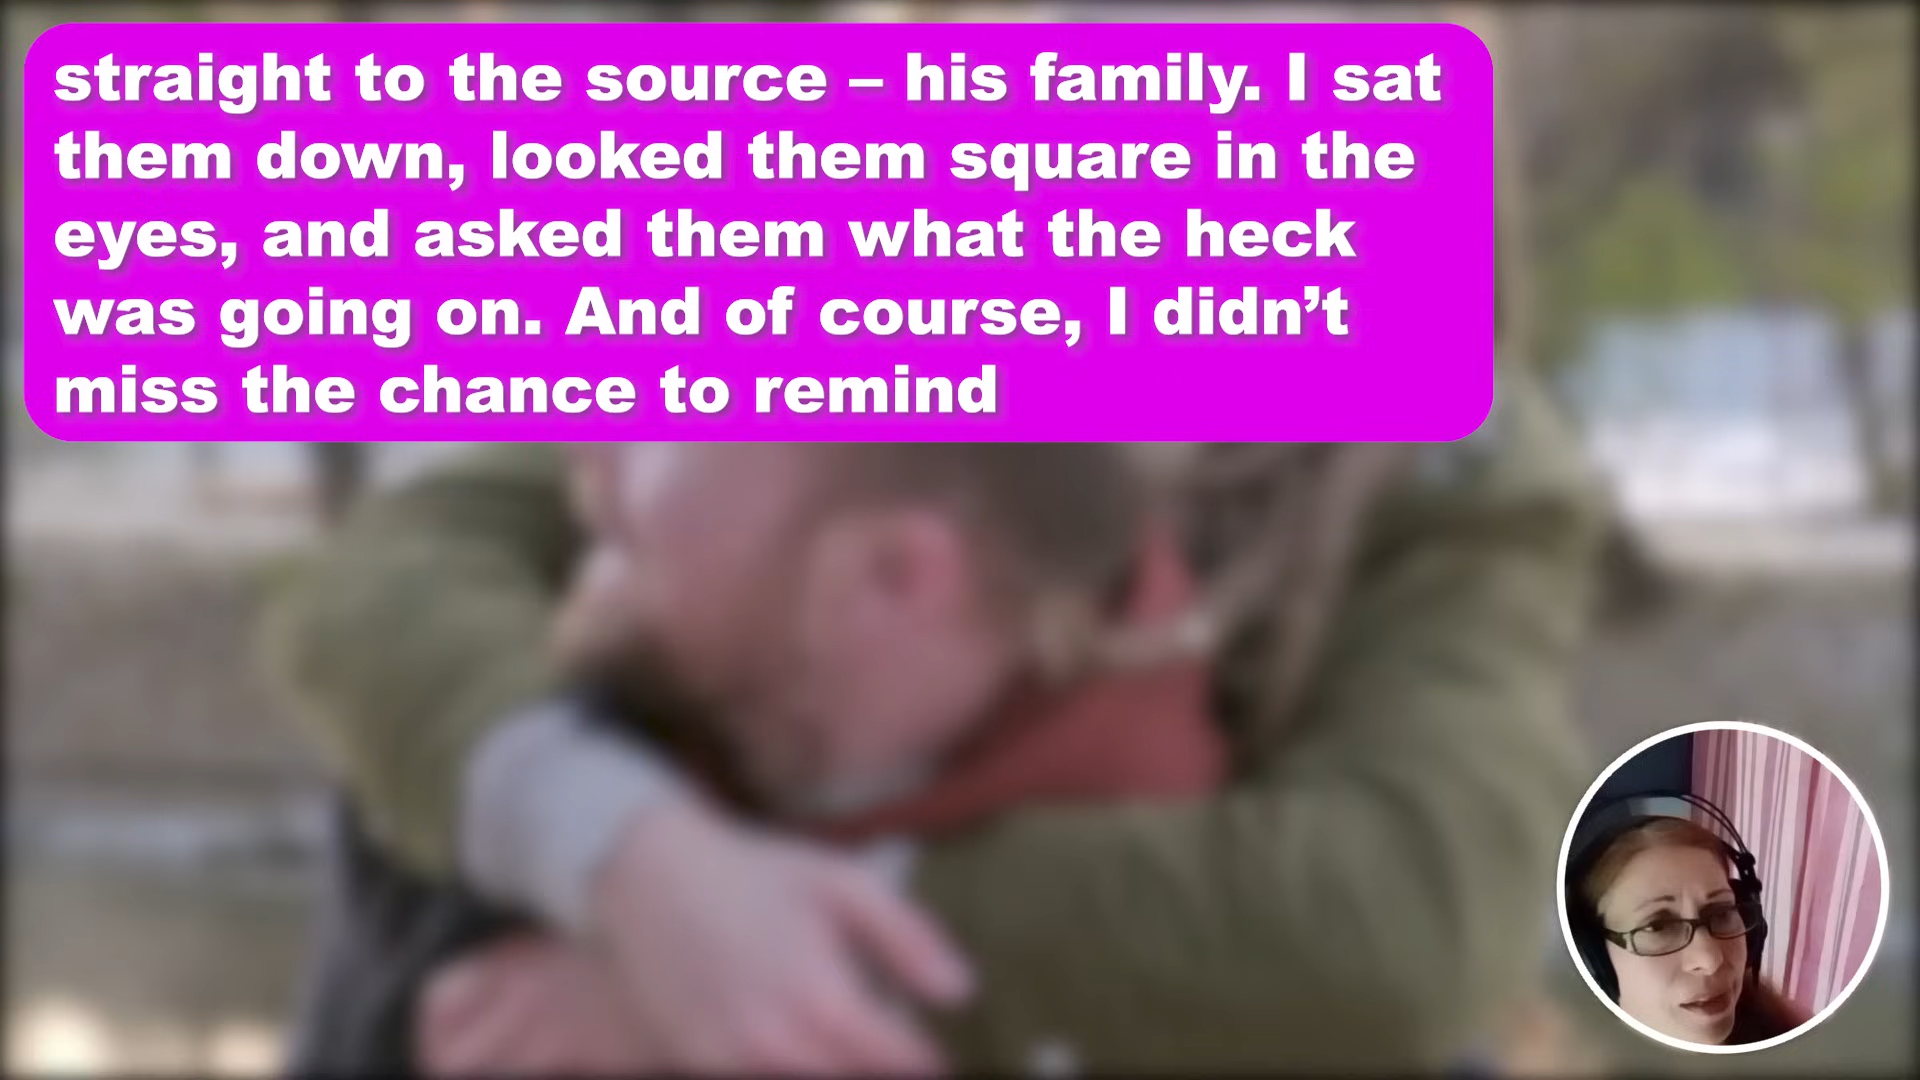 straight to the source – his family. I sat
them down, looked them square in the
eyes, and asked them what the heck
was going on. And of course, I didn’t
miss the chance to remind